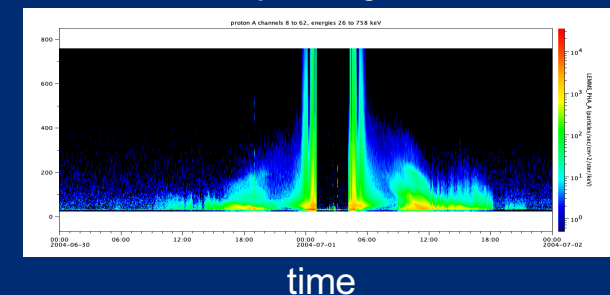 proton A channels 8 to 62, energies 26 to 758 keV
800
600
400
200
0
10^4
10^3
10^2
10^1
10^0
LEMMS_PHA_A (particles/sec/cm2/ster/keV)
00:00 06:00 12:00 18:00 00:00 06:00 12:00 18:00 00:00
2004-06-30 2004-07-01 2004-07-02
time